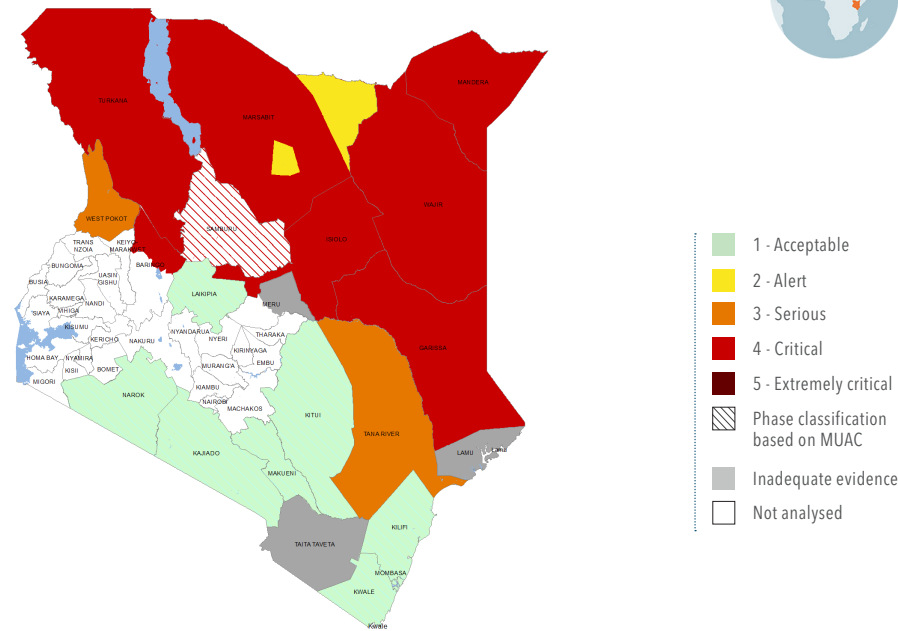 MANDERA
TURKANA
MARSABIT
WAJIR
WEST POKOT
SAMBURU
ISIOLO
TRANS
NZOIA
KEIYO
MARAKWET
BARINGO
BUNGOMA
UASIN
GISHU
BUSIA
LAIKIPIA
KARAMEGA
NANDI
MERU
SIAYA
VIHIGA
KISUMU
NYANDARUA
NYERI
THARAKA
KERICHO
NAKURU
KIRINYAGA
GARISSA
HOMA BAY
NYAMIRA
EMBU
MURANG'A
KISII
BOMET
MIGORI
KIAMBU
NAROK
NAIROBI
MACHAKOS
KITUI
TANA RIVER
KAJIADO
LAMU
Lamu
MAKUENI
KILIFI
TAITA TAVETA
MOMBASA
KWALE
Kwale
1 - Acceptable
2 - Alert
3 - Serious
4 - Critical
5 - Extremely critical
Phase classification
based on MUAC
Inadequate evidence
Not analysed